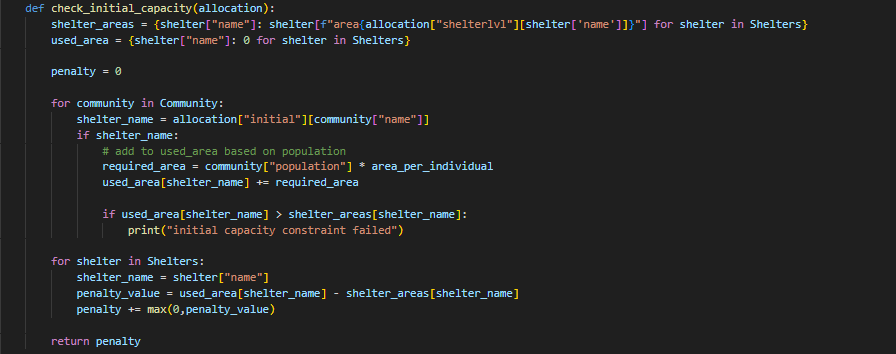 def check_initial_capacity(allocation):
    shelter_areas = {shelter["name"]: shelter[f"area{allocation["shelterlvl"][shelter['name']]}"] for shelter in Shelters}
    used_area = {shelter["name"]: 0 for shelter in Shelters}

    penalty = 0

    for community in Community:
        shelter_name = allocation["initial"][community["name"]]
        if shelter_name:
            # add to used_area based on population
            required_area = community["population"] * area_per_individual
            used_area[shelter_name] += required_area

            if used_area[shelter_name] > shelter_areas[shelter_name]:
                print("initial capacity constraint failed")

    for shelter in Shelters:
        shelter_name = shelter["name"]
        penalty_value = used_area[shelter_name] - shelter_areas[shelter_name]
        penalty += max(0,penalty_value)

    return penalty